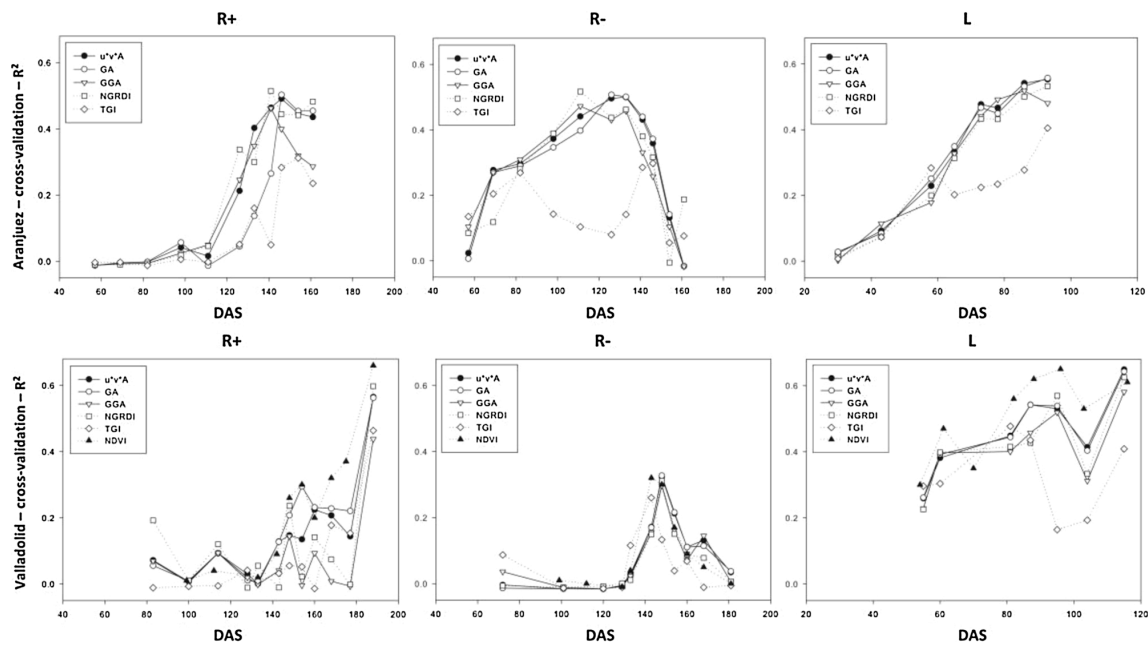 R+
R-
L
Aranjuez – cross-validation – R²
u*v*A
GA
GGA
NGRDI
TGI
0.6
0.4
0.2
0.0
40 60 80 100 120 140 160 180 200
DAS
u*v*A
GA
GGA
NGRDI
TGI
0.6
0.4
0.2
0.0
40 60 80 100 120 140 160 180 200
DAS
u*v*A
GA
GGA
NGRDI
TGI
0.6
0.4
0.2
0.0
20 40 60 80 100 120
DAS
R+
R-
L
Valladolid – cross-validation – R²
u*v*A
GA
GGA
NGRDI
TGI
NDVI
0.6
0.4
0.2
0.0
40 60 80 100 120 140 160 180 200
DAS
u*v*A
GA
GGA
NGRDI
TGI
NDVI
0.6
0.4
0.2
0.0
40 60 80 100 120 140 160 180 200
DAS
u*v*A
GA
GGA
NGRDI
TGI
NDVI
0.6
0.4
0.2
0.0
20 40 60 80 100 120
DAS